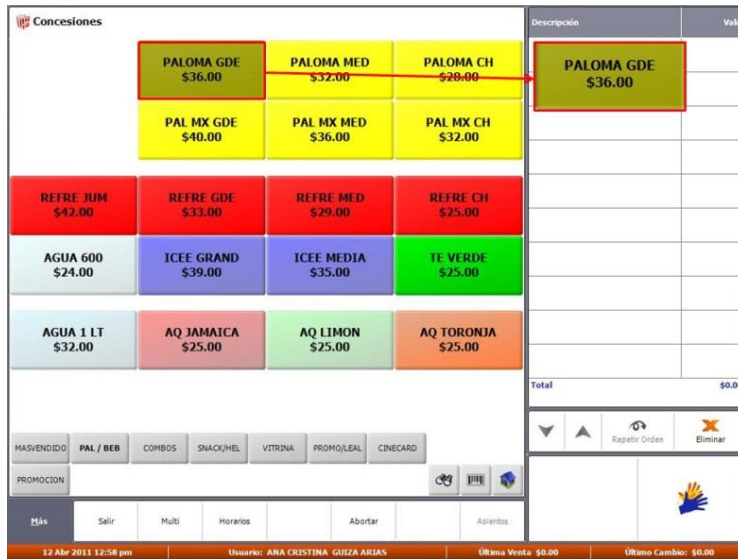 Concesiones
Descripción
PALOMA GDE
$36.00
PALOMA MED
$32.00
PALOMA CH
$28.00
PALOMA GDE
$36.00
PAL MX GDE
$40.00
PAL MX MED
$36.00
PAL MX CH
$32.00
REFRE JUM
$42.00
REFRE GDE
$33.00
REFRE MED
$29.00
REFRE CH
$25.00
AGUA 600
$24.00
ICEE GRAND
$39.00
ICEE MEDIA
$35.00
TE VERDE
$25.00
AGUA 1 LT
$32.00
AQ JAMAICA
$25.00
AQ LIMON
$25.00
AQ TORONJA
$25.00
Total
MASVENDIDO
PAL / BEB
COMBOS
SNACK/HEL
VITRINA
PROMO/LEAL
CINECARD
Repetir Orden
Eliminar
PROMOCION
Más
Salir
Multi
Horarios
Abortar
Asientos
12 Abr 2011 12:58 pm
Usuario: ANA CRISTINA GUIZA ARIAS
Última Venta $0.00
Último Cambio: $0.00